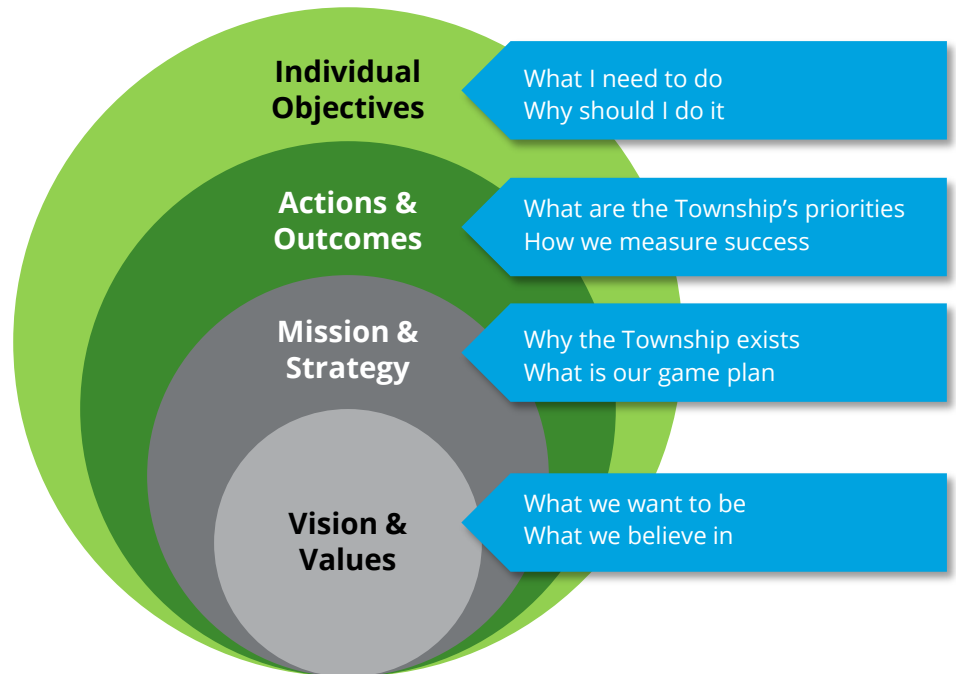 Individual
Objectives
What I need to do
Why should I do it
Actions &
Outcomes
What are the Township’s priorities
How we measure success
Mission &
Strategy
Why the Township exists
What is our game plan
Vision &
Values
What we want to be
What we believe in